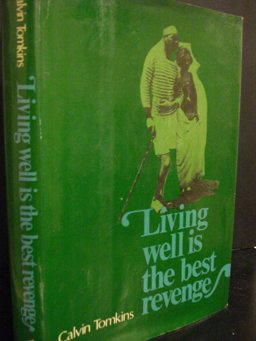 Calvin Tomkins
Living well is the best revenge
Living
well is
the best
revenge
Calvin Tomkins